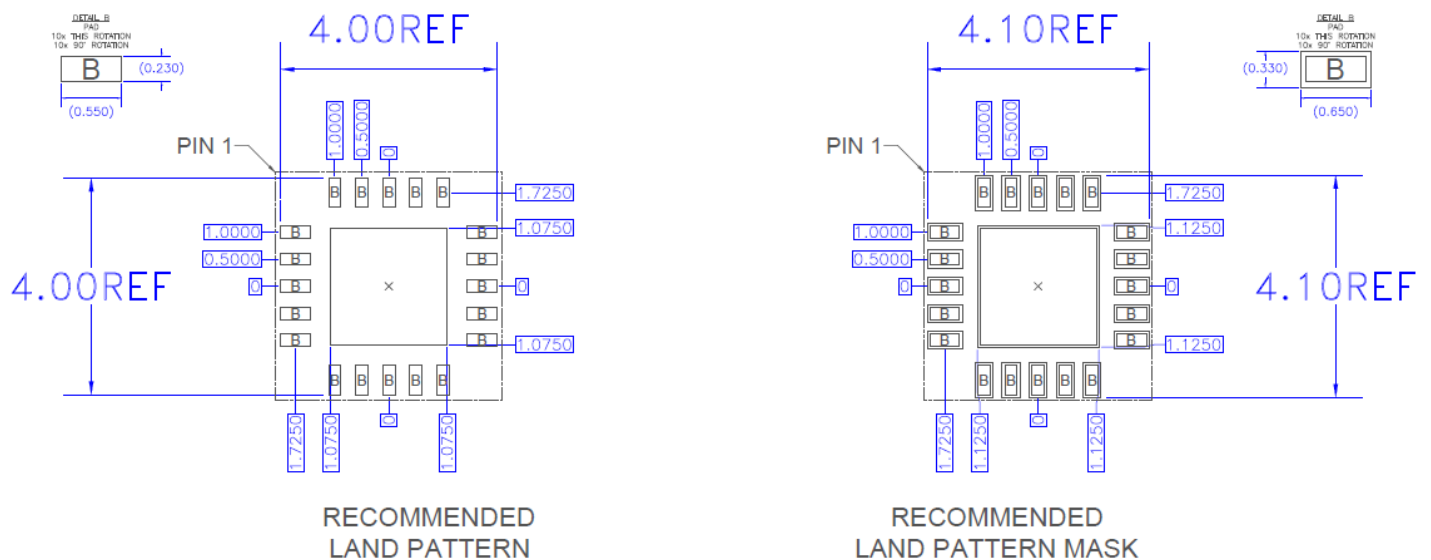 DETAIL B
PAD
10x THIS ROTATION
10x 90° ROTATION
B
(0.230)
(0.550)
4.00REF
1.0000
0.5000
0
PIN 1
B B B B B
1.7250
1.0750
1.0000
B
B
0.5000
B
B
4.00REF
0
B
B
0
B
B
B
B
1.0750
B B B B B
0
1.7250
1.0750
1.0750
RECOMMENDED
LAND PATTERN
4.10REF
DETAIL B
PAD
10x THIS ROTATION
10x 90° ROTATION
B
(0.330)
(0.650)
1.0000
0.5000
0
PIN 1
B B B B B
1.7250
1.1250
1.0000
B
B
0.5000
B
B
0
B
B
0
4.10REF
B
B
B
B
1.1250
B B B B B
0
1.7250
1.1250
1.1250
RECOMMENDED
LAND PATTERN MASK